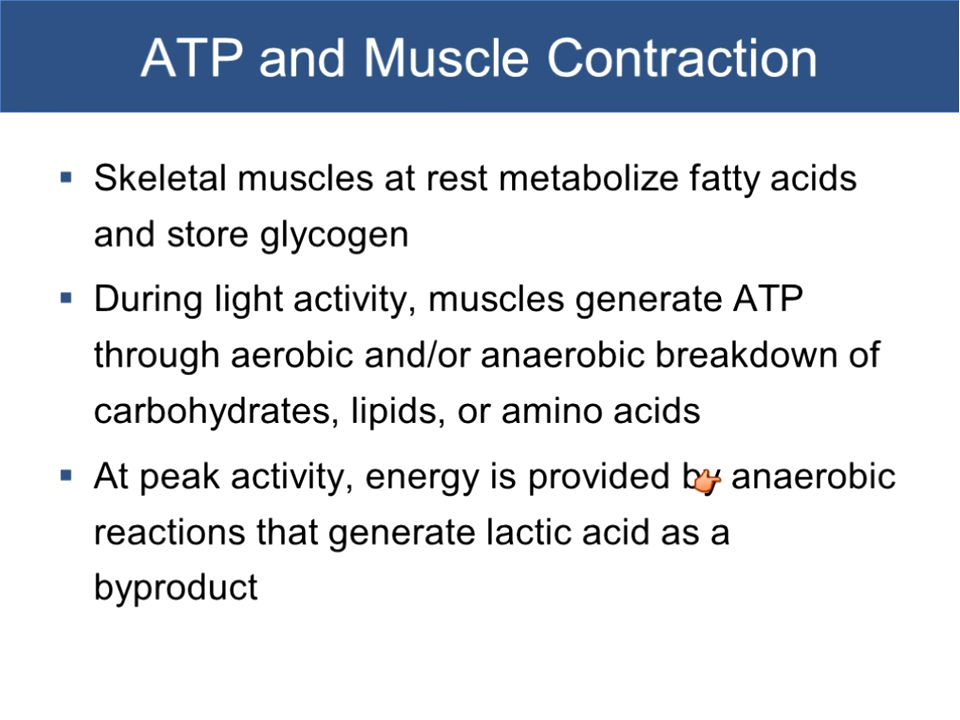 ATP and Muscle Contraction
Skeletal muscles at rest metabolize fatty acids
and store glycogen
During light activity, muscles generate ATP
through aerobic and/or anaerobic breakdown of
carbohydrates, lipids, or amino acids
At peak activity, energy is provided by anaerobic
reactions that generate lactic acid as a
byproduct